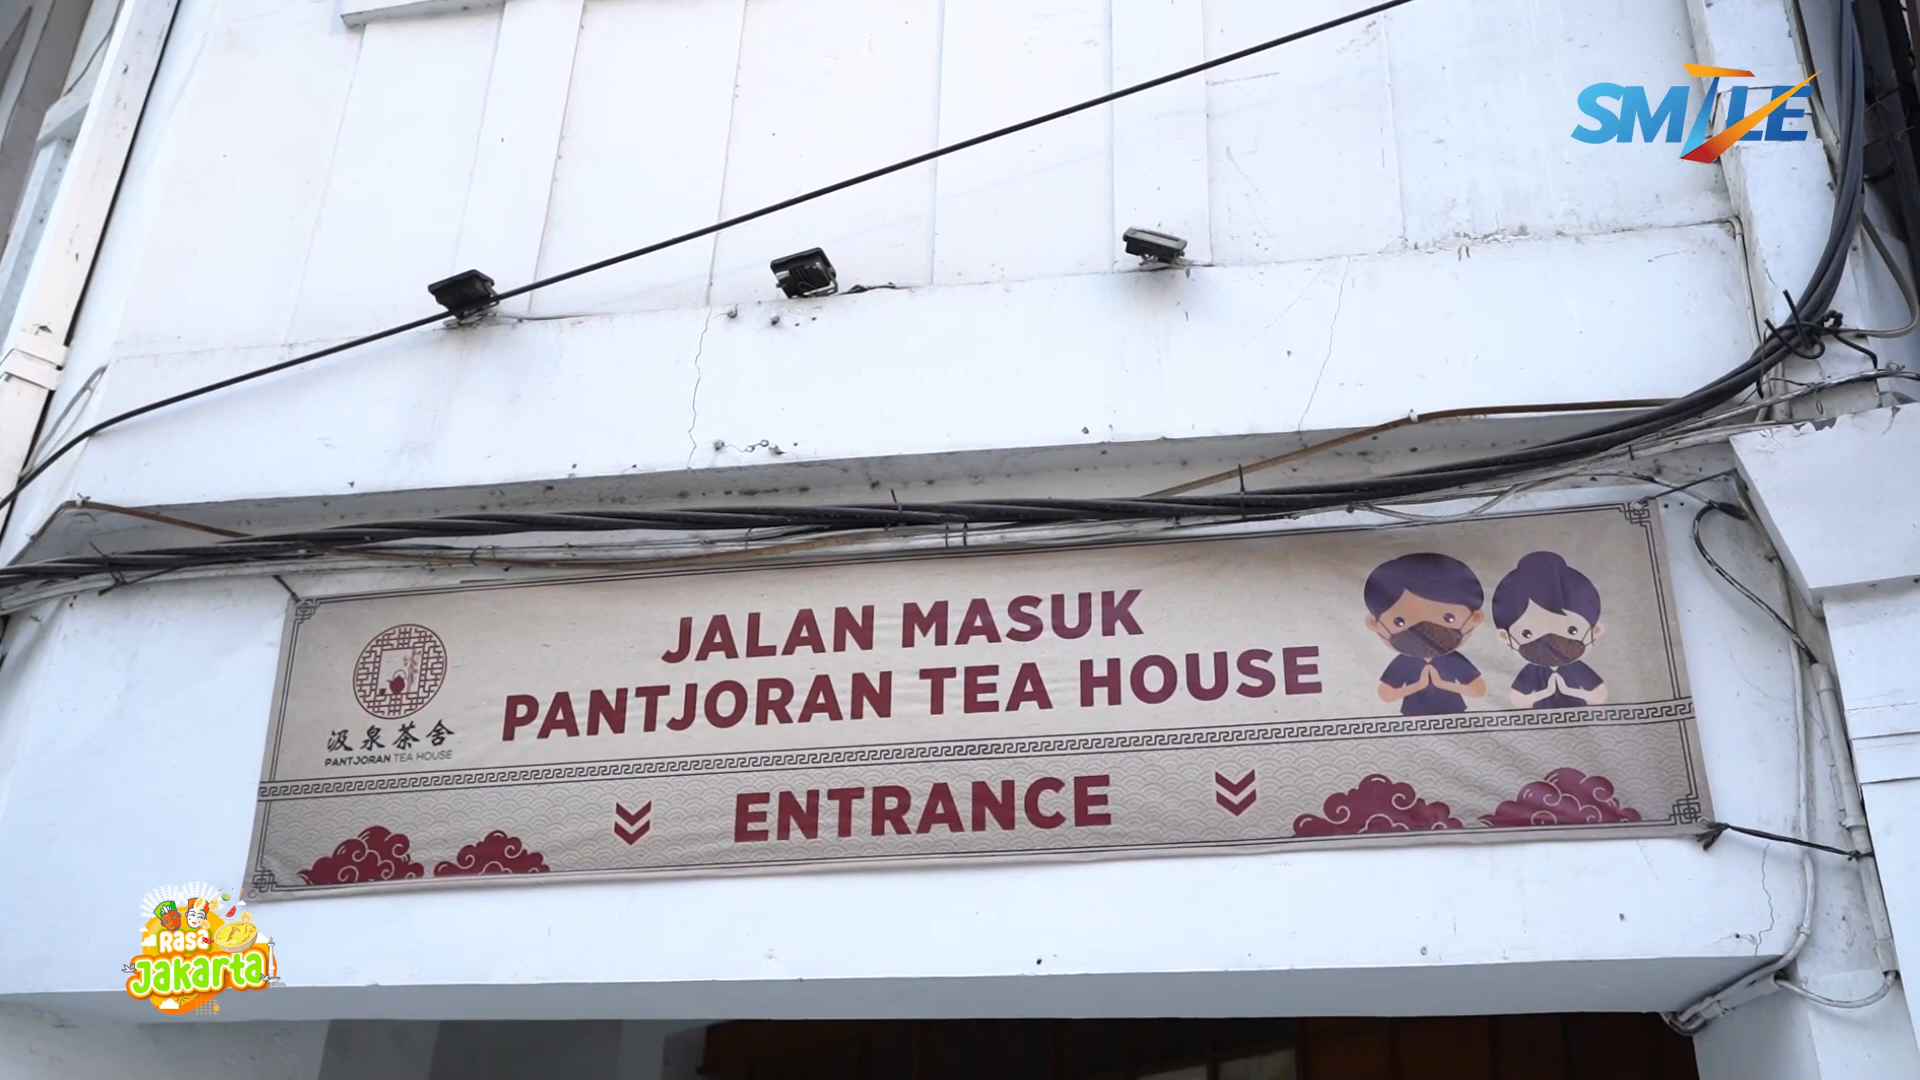 SMILE
JALAN MASUK
PANTJORAN TEA HOUSE
汲泉茶舍
PANTJORAN TEA HOUSE
ENTRANCE
Rasa
Jakarta